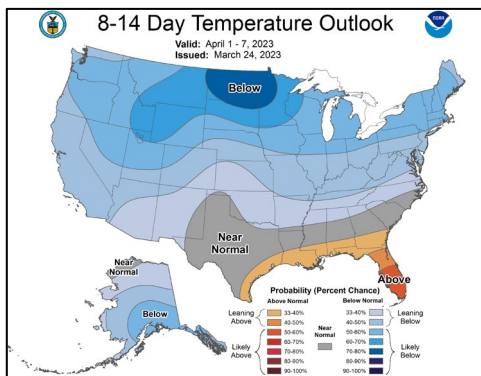 8-14 Day Temperature Outlook
Valid: April 1 - 7, 2023
Issued: March 24, 2023
NOAA
Below
Near
Normal
Above
Near
Normal
Below
Probability (Percent Chance)
Above Normal
Below Normal
Leaning
Above
Likely
Above
33-40%
40-50%
50-60%
60-70%
70-80%
80-90%
90-100%
Near
Normal
33-40%
40-50%
50-60%
60-70%
70-80%
80-90%
90-100%
Leaning
Below
Likely
Below